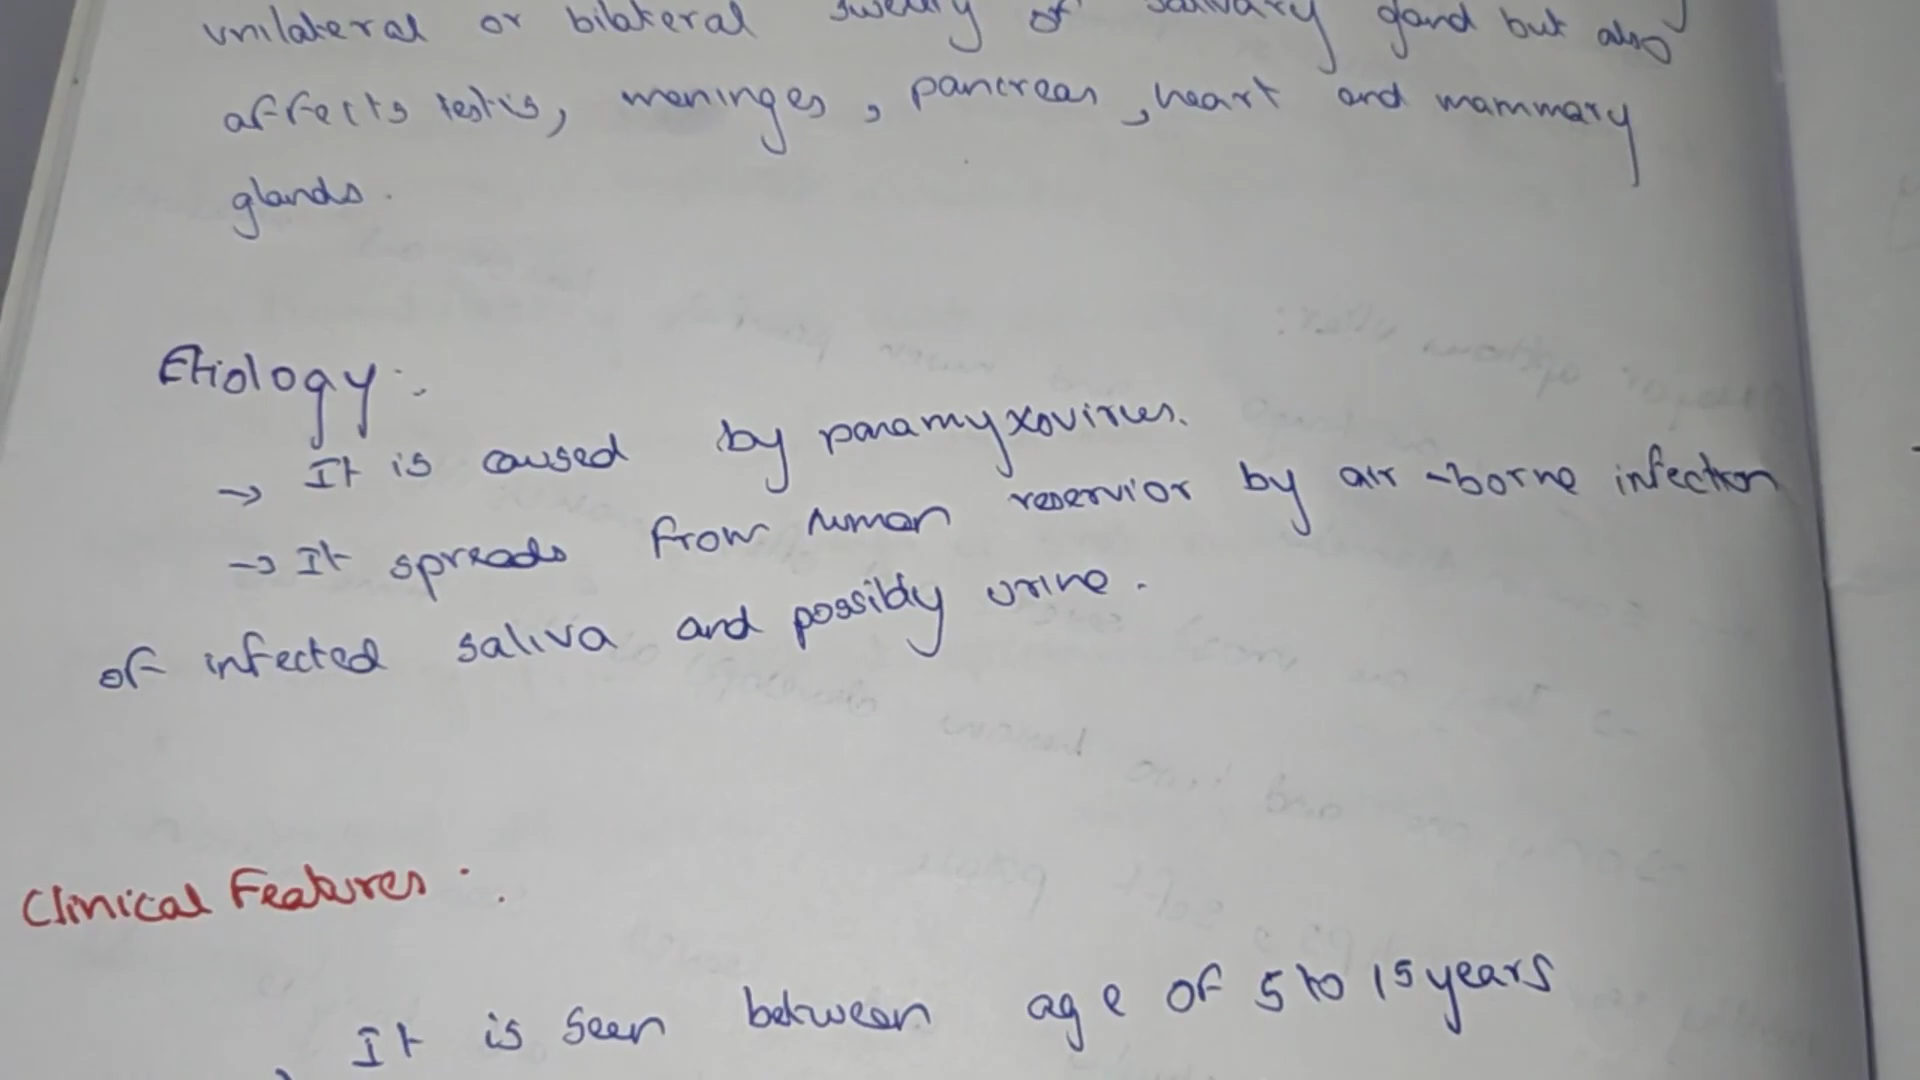 unilateral or bilateral swelling of salivary gland but also
affects testis, meninges, pancreas, heart and mammary
glands.
Etiology:-
→ It is caused by paramyxovirus.
→ It spreads from human reservior by air-borne infection
of infected saliva and possibly urine.
Clinical Features:
It is seen between age of 5 to 15 years